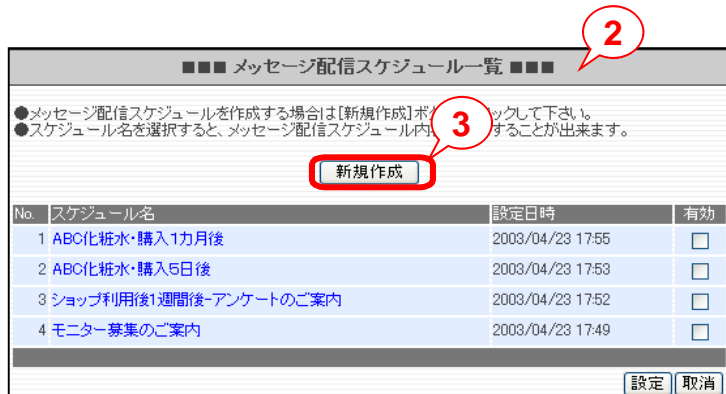 2
■■■ メッセージ配信スケジュール一覧 ■■■
●メッセージ配信スケジュールを作成する場合は[新規作成]ボ ックして下さい。
●スケジュール名を選択すると、メッセージ配信スケジュール内 することが出来ます。
3
新規作成
No. スケジュール名 設定日時 有効
1 ABC化粧水・購入1カ月後 2003/04/23 17:55
2 ABC化粧水・購入5日後 2003/04/23 17:53
3 ショップ利用後1週間後-アンケートのご案内 2003/04/23 17:52
4 モニター募集のご案内 2003/04/23 17:49
設定 取消